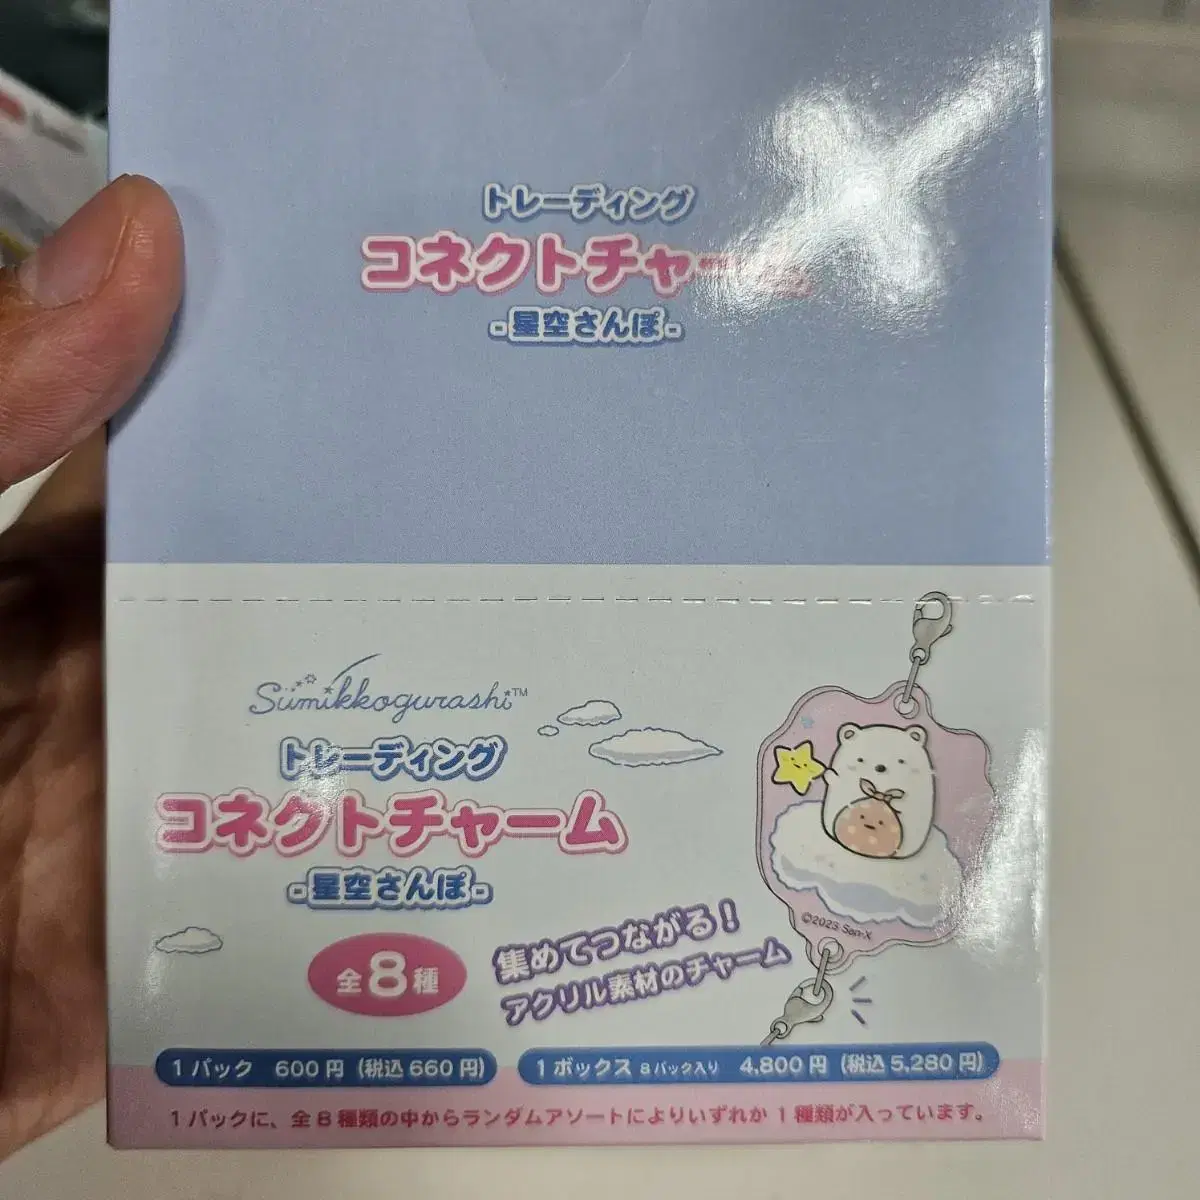 トレーディング
コネクトチャーム
-星空さんぽ-
Sumikkogurashi™
トレーディング
コネクトチャーム
-星空さんぽ-
全8種
集めてつながる!
アクリル素材のチャーム
©2023 San-X
1パック 600円 (税込660円)
1ボックス 8パック入り 4,800円 (税込5,280円)
1パックに、全8種類の中からランダムアソートによりいずれか1種類が入っています。